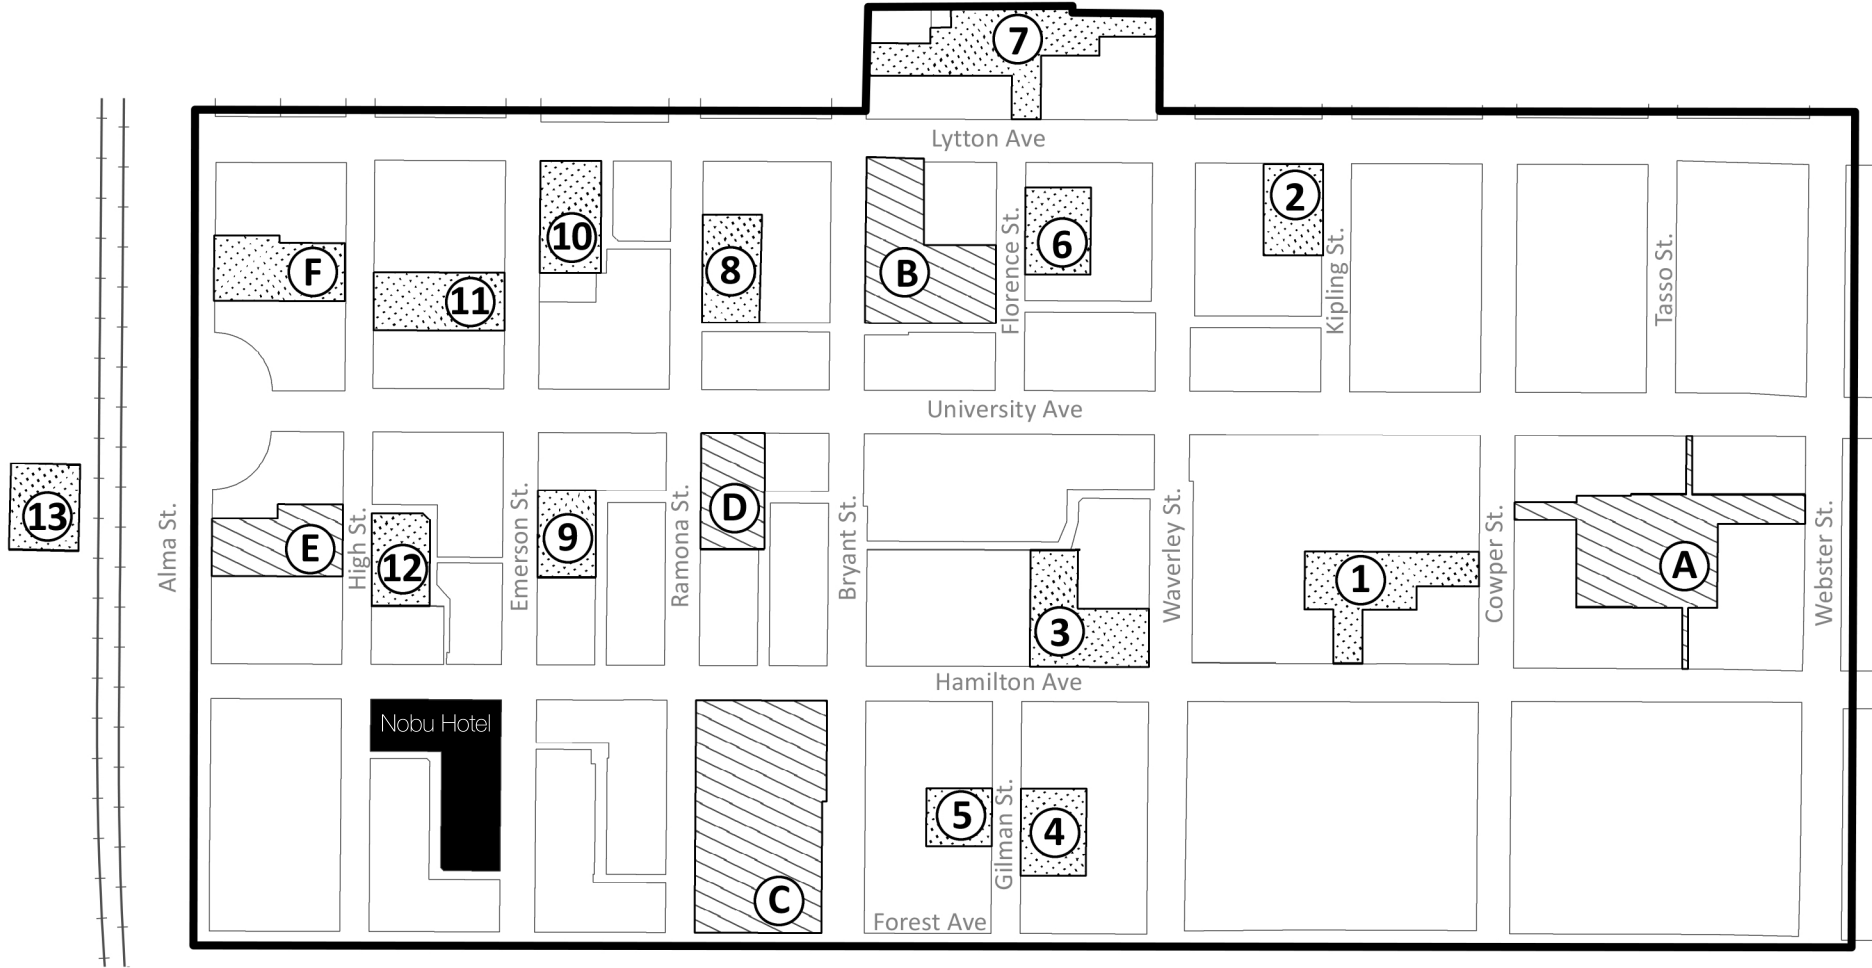 7
Lytton Ave
2
10
6
8
B
F
11
Florence St.
Kipling St.
Tasso St.
University Ave
13
D
E
9
12
A
1
3
Alma St.
High St.
Emerson St.
Ramona St.
Bryant St.
Waverley St.
Cowper St.
Webster St.
Hamilton Ave
Nobu Hotel
5
4
Gilman St.
C
Forest Ave